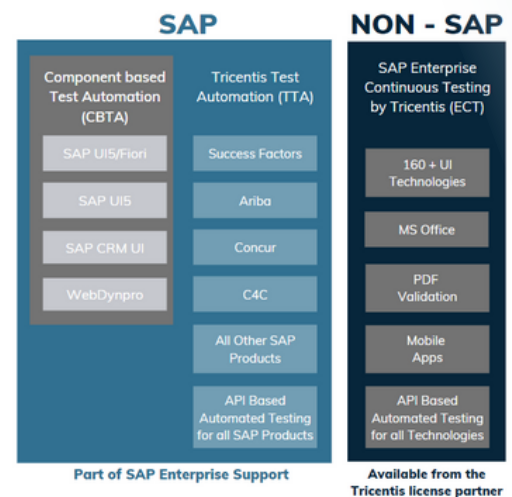 SAP
Component based
Test Automation
(CBTA)
SAP UI5/Fiori
SAP UI5
SAP CRM UI
WebDynpro
Tricentis Test
Automation (TTA)
Success Factors
Ariba
Concur
C4C
All Other SAP
Products
API Based
Automated Testing
for all SAP Products
Part of SAP Enterprise Support
NON - SAP
SAP Enterprise
Continuous Testing
by Tricentis (ECT)
160 + UI
Technologies
MS Office
PDF
Validation
Mobile
Apps
API Based
Automated Testing
for all Technologies
Available from the
Tricentis license partner